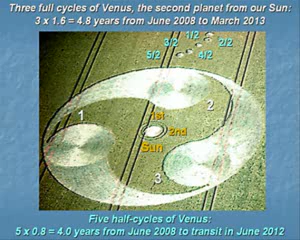 Three full cycles of Venus, the second planet from our Sun:
3 x 1.6 = 4.8 years from June 2008 to March 2013
1/2
3/2
2/2
5/2
4/2
1
1st
2
2nd
Sun
3
Five half-cycles of Venus:
5 x 0.8 = 4.0 years from June 2008 to transit in June 2012